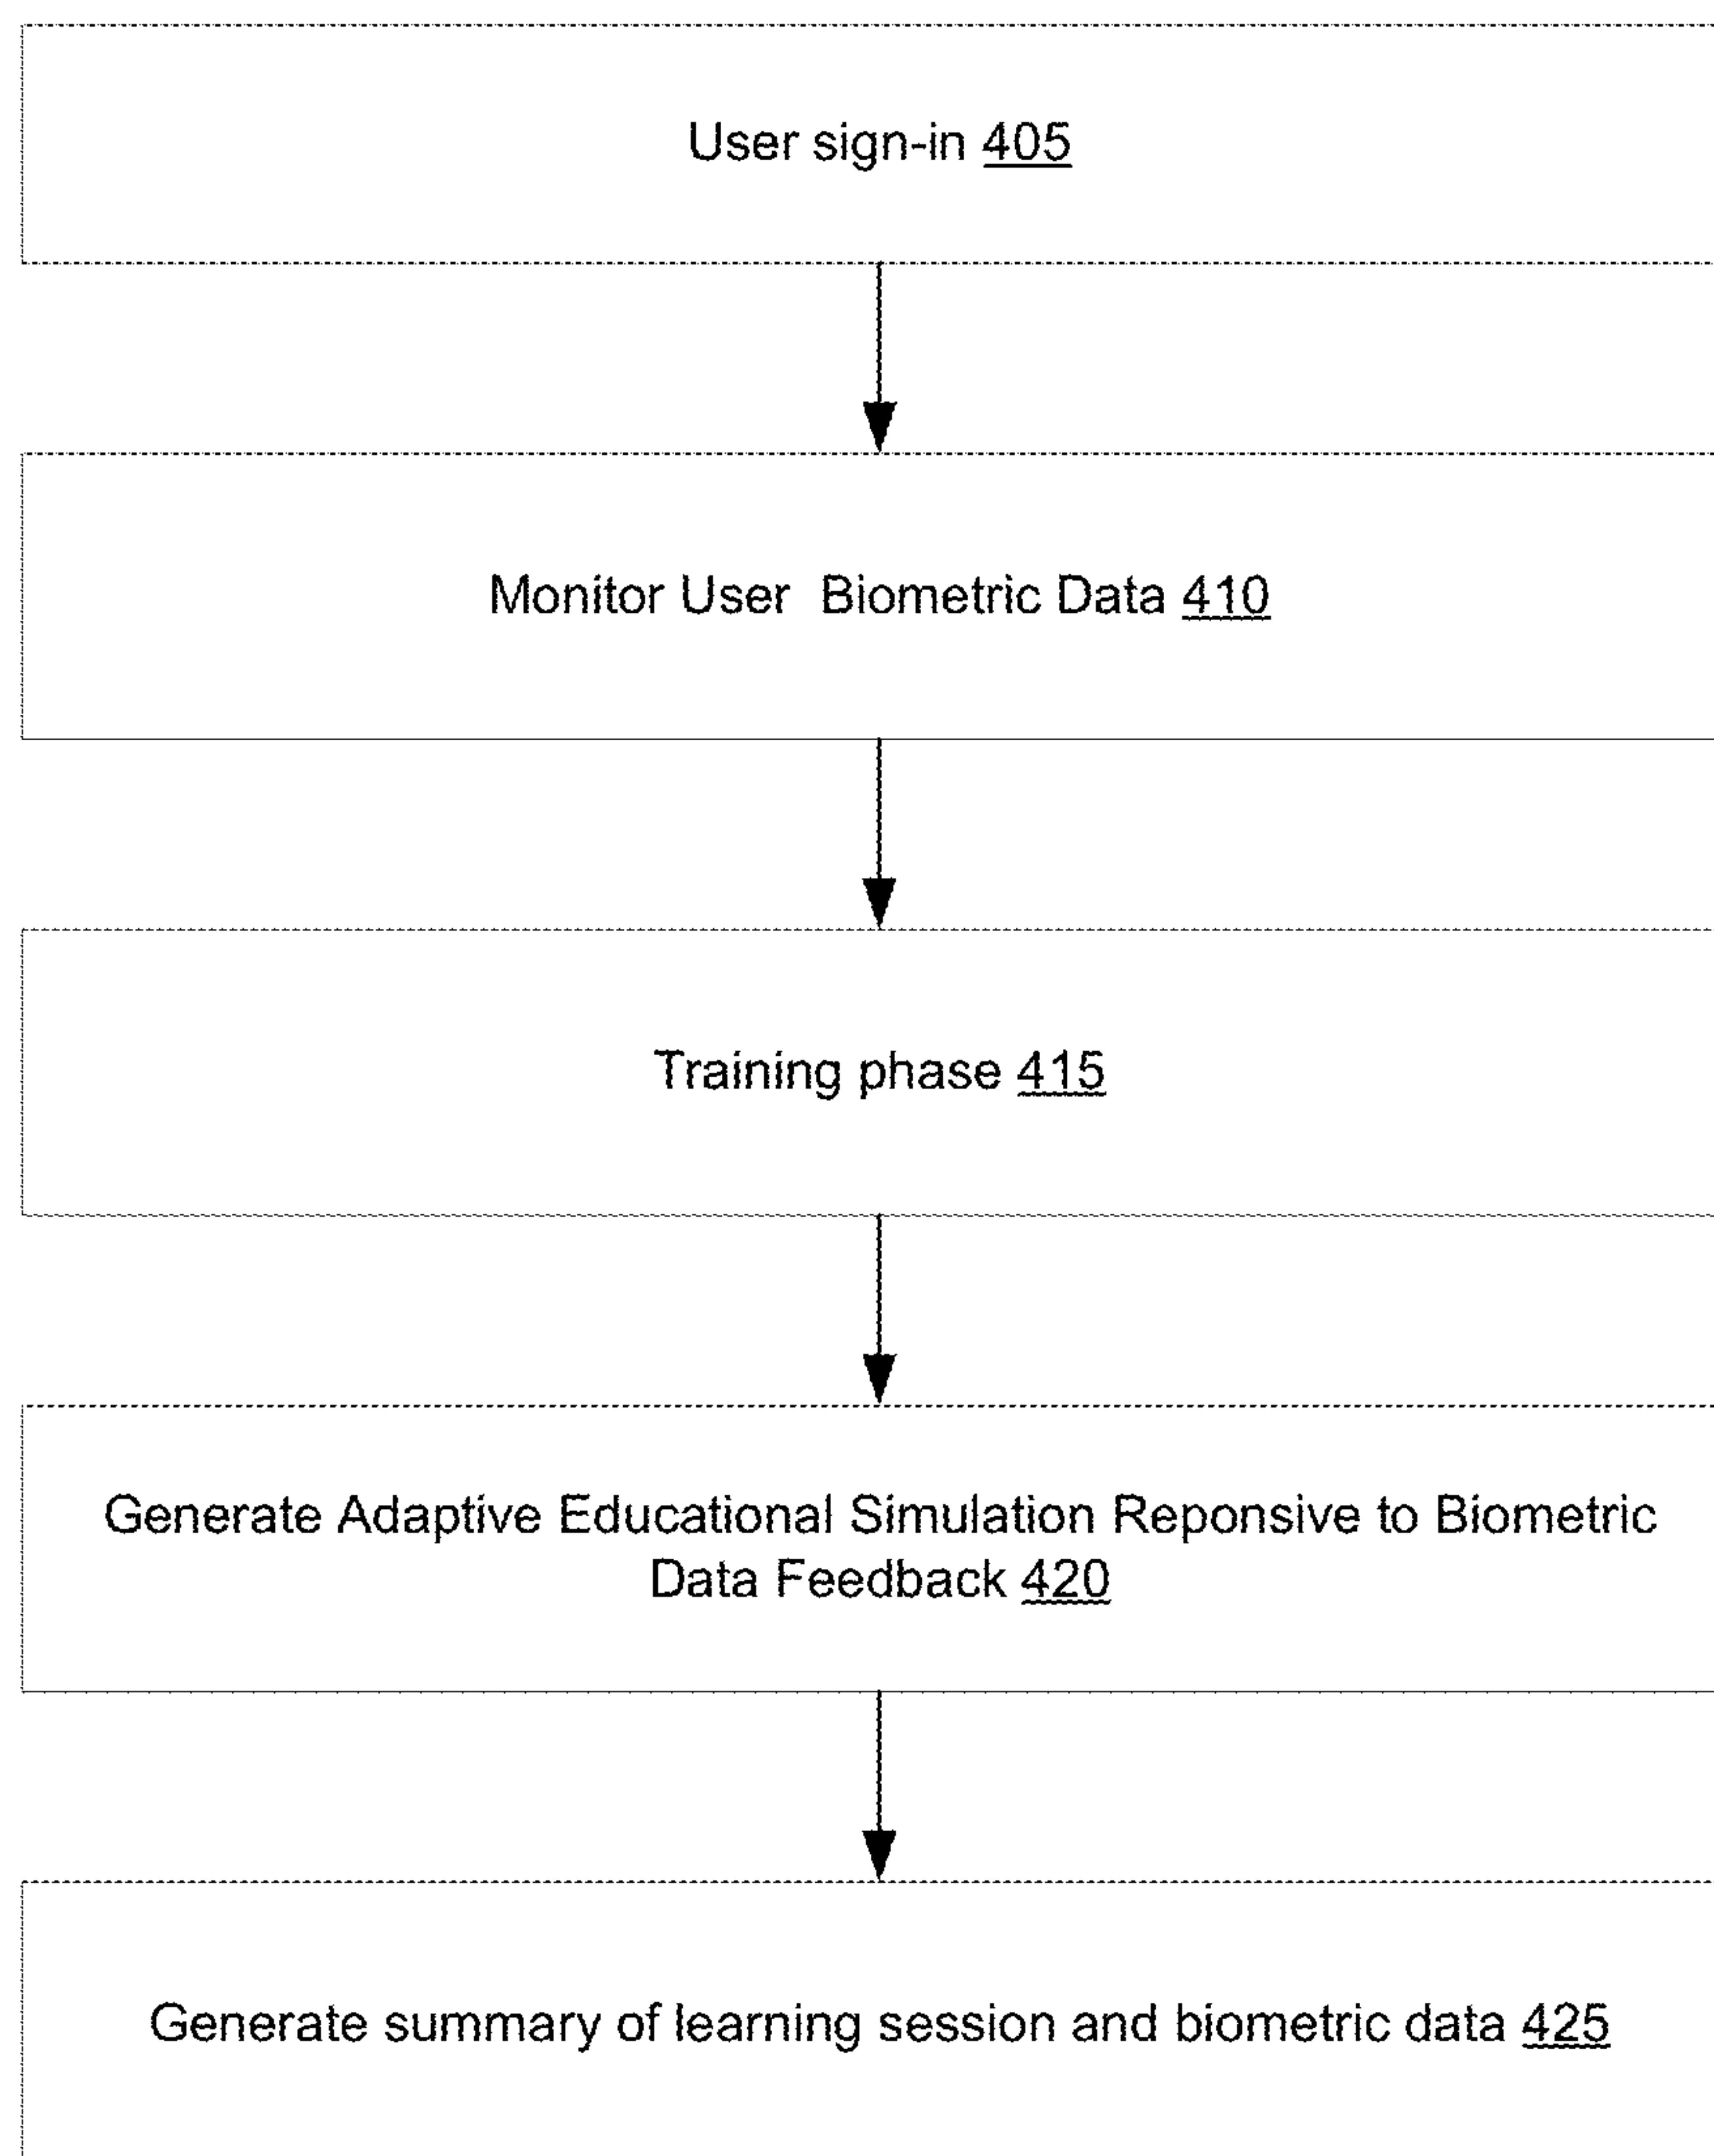 User sign-in 405
Monitor User Biometric Data 410
Training phase 415
Generate Adaptive Educational Simulation Reponsive to Biometric
Data Feedback 420
Generate summary of learning session and biometric data 425